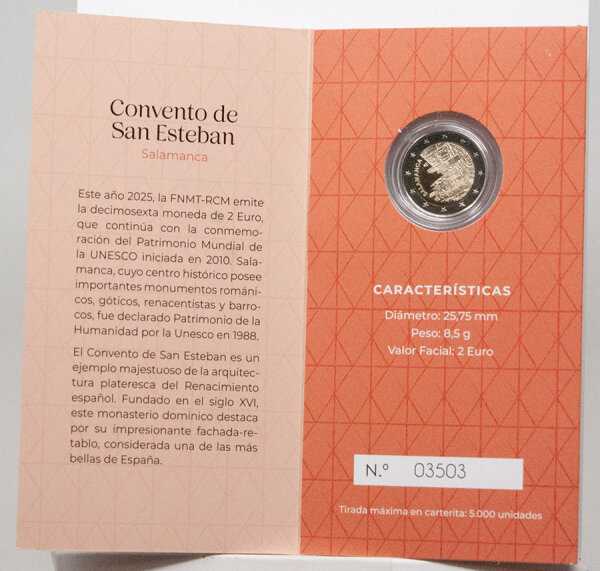 Convento de
San Esteban
Salamanca
Este año 2025, la FNMT-RCM emite
la decimosexta moneda de 2 Euro,
que continúa con la conmemo-
ración del Patrimonio Mundial de
la UNESCO iniciada en 2010. Sala-
manca, cuyo centro histórico posee
importantes monumentos románi-
cos, góticos, renacentistas y barro-
cos, fue declarado Patrimonio de la
Humanidad por la Unesco en 1988.
El Convento de San Esteban es un
ejemplo majestuoso de la arquitec-
tura plateresca del Renacimiento
español. Fundado en el siglo XVI,
este monasterio dominico destaca
por su impresionante fachada-re-
tablo, considerada una de las más
bellas de España.
SALAMANCA
CARACTERÍSTICAS
Diámetro: 25,75 mm
Peso: 8,5 g
Valor Facial: 2 Euro
N.º 03503
Tirada máxima en carterita: 5.000 unidades